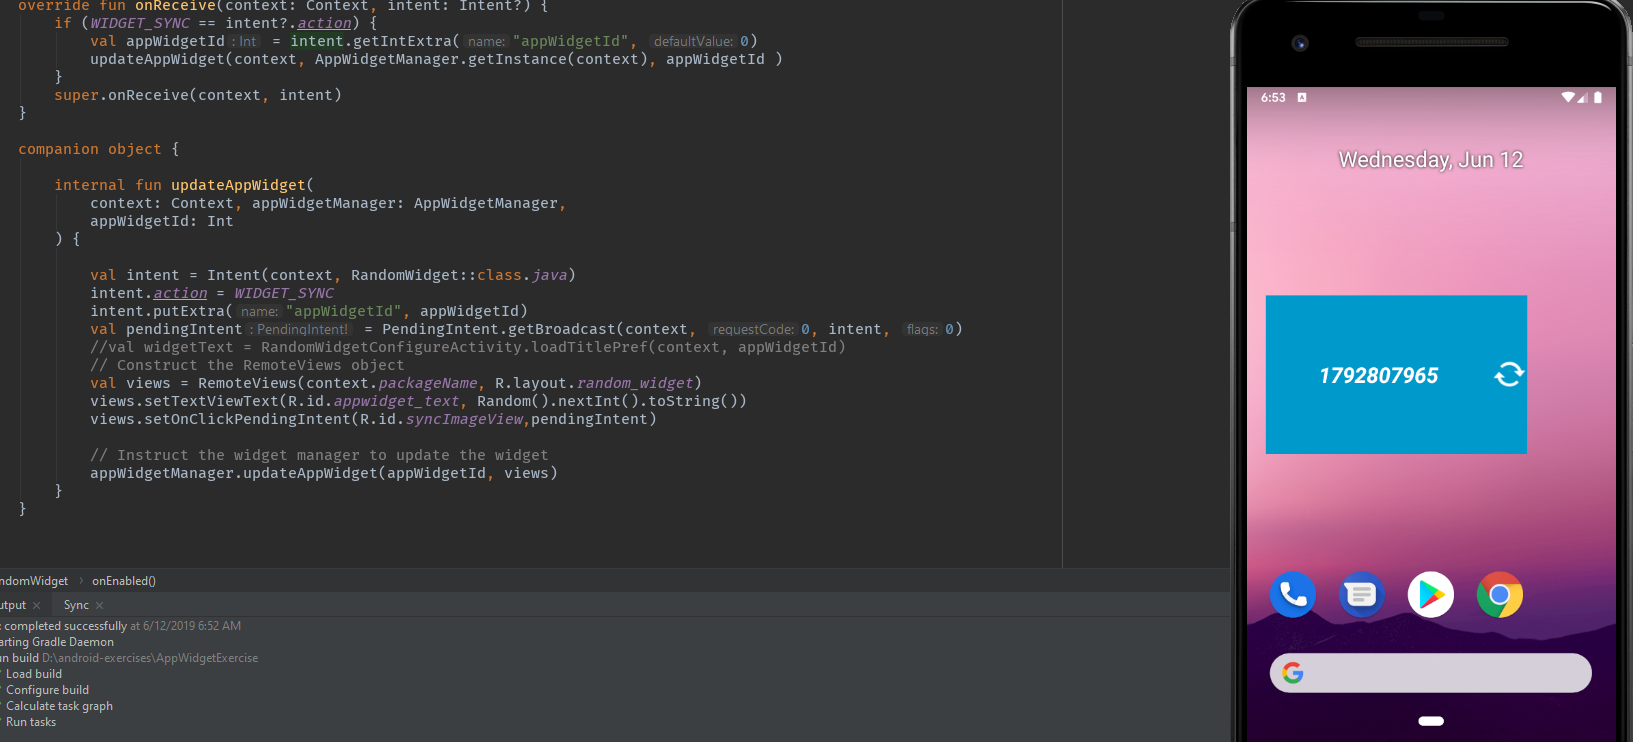 override fun onReceive(context: Context, intent: Intent?) {
if (WIDGET_SYNC == intent?.action) {
val appWidgetId : Int = intent.getIntExtra( name: "appWidgetId", defaultValue: 0)
updateAppWidget(context, AppWidgetManager.getInstance(context), appWidgetId )
}
super.onReceive(context, intent)
}
companion object {
internal fun updateAppWidget(
context: Context, appWidgetManager: AppWidgetManager,
appWidgetId: Int
) {
val intent = Intent(context, RandomWidget::class.java)
intent.action = WIDGET_SYNC
intent.putExtra( name: "appWidgetId", appWidgetId)
val pendingIntent : PendingIntent! = PendingIntent.getBroadcast(context, requestCode: 0, intent, flags: 0)
//val widgetText = RandomWidgetConfigureActivity.loadTitlePref(context, appWidgetId)
// Construct the RemoteViews object
val views = RemoteViews(context.packageName, R.layout.random_widget)
views.setTextViewText(R.id.appwidget_text, Random().nextInt().toString())
views.setOnClickPendingIntent(R.id.syncImageView,pendingIntent)
// Instruct the widget manager to update the widget
appWidgetManager.updateAppWidget(appWidgetId, views)
}
}
ndomWidget › onEnabled()
utput × Sync ×
: completed successfully at 6/12/2019 6:52 AM
arting Gradle Daemon
un build D:\android-exercises\AppWidgetExercise
Load build
Configure build
Calculate task graph
Run tasks
6:53 A
Wednesday, Jun 12
1792807965
G